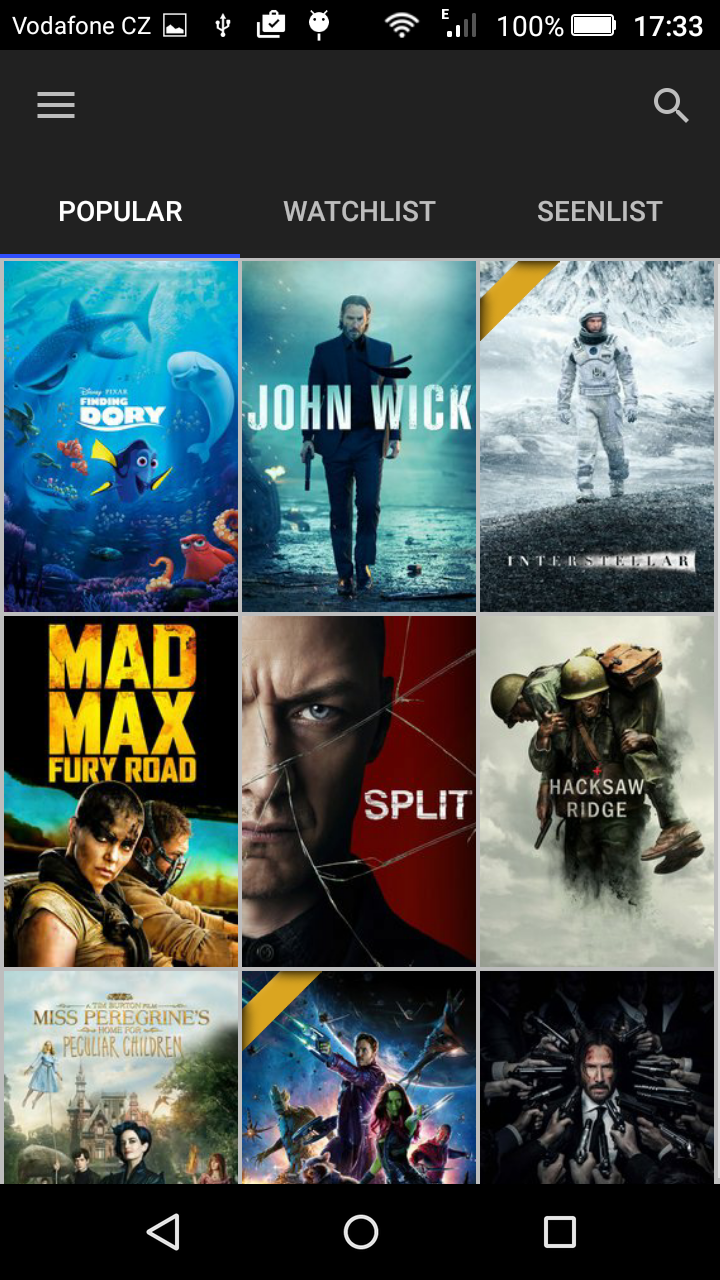 Vodafone CZ E 100% 17:33
POPULAR WATCHLIST SEENLIST
Disney PIXAR
FINDING
DORY
JOHN WICK
INTERSTELLAR
MAD
MAX
FURY ROAD
SPLIT
HACKSAW
RIDGE
A TIM BURTON FILM
MISS PEREGRINE'S
HOME FOR
PECULIAR CHILDREN